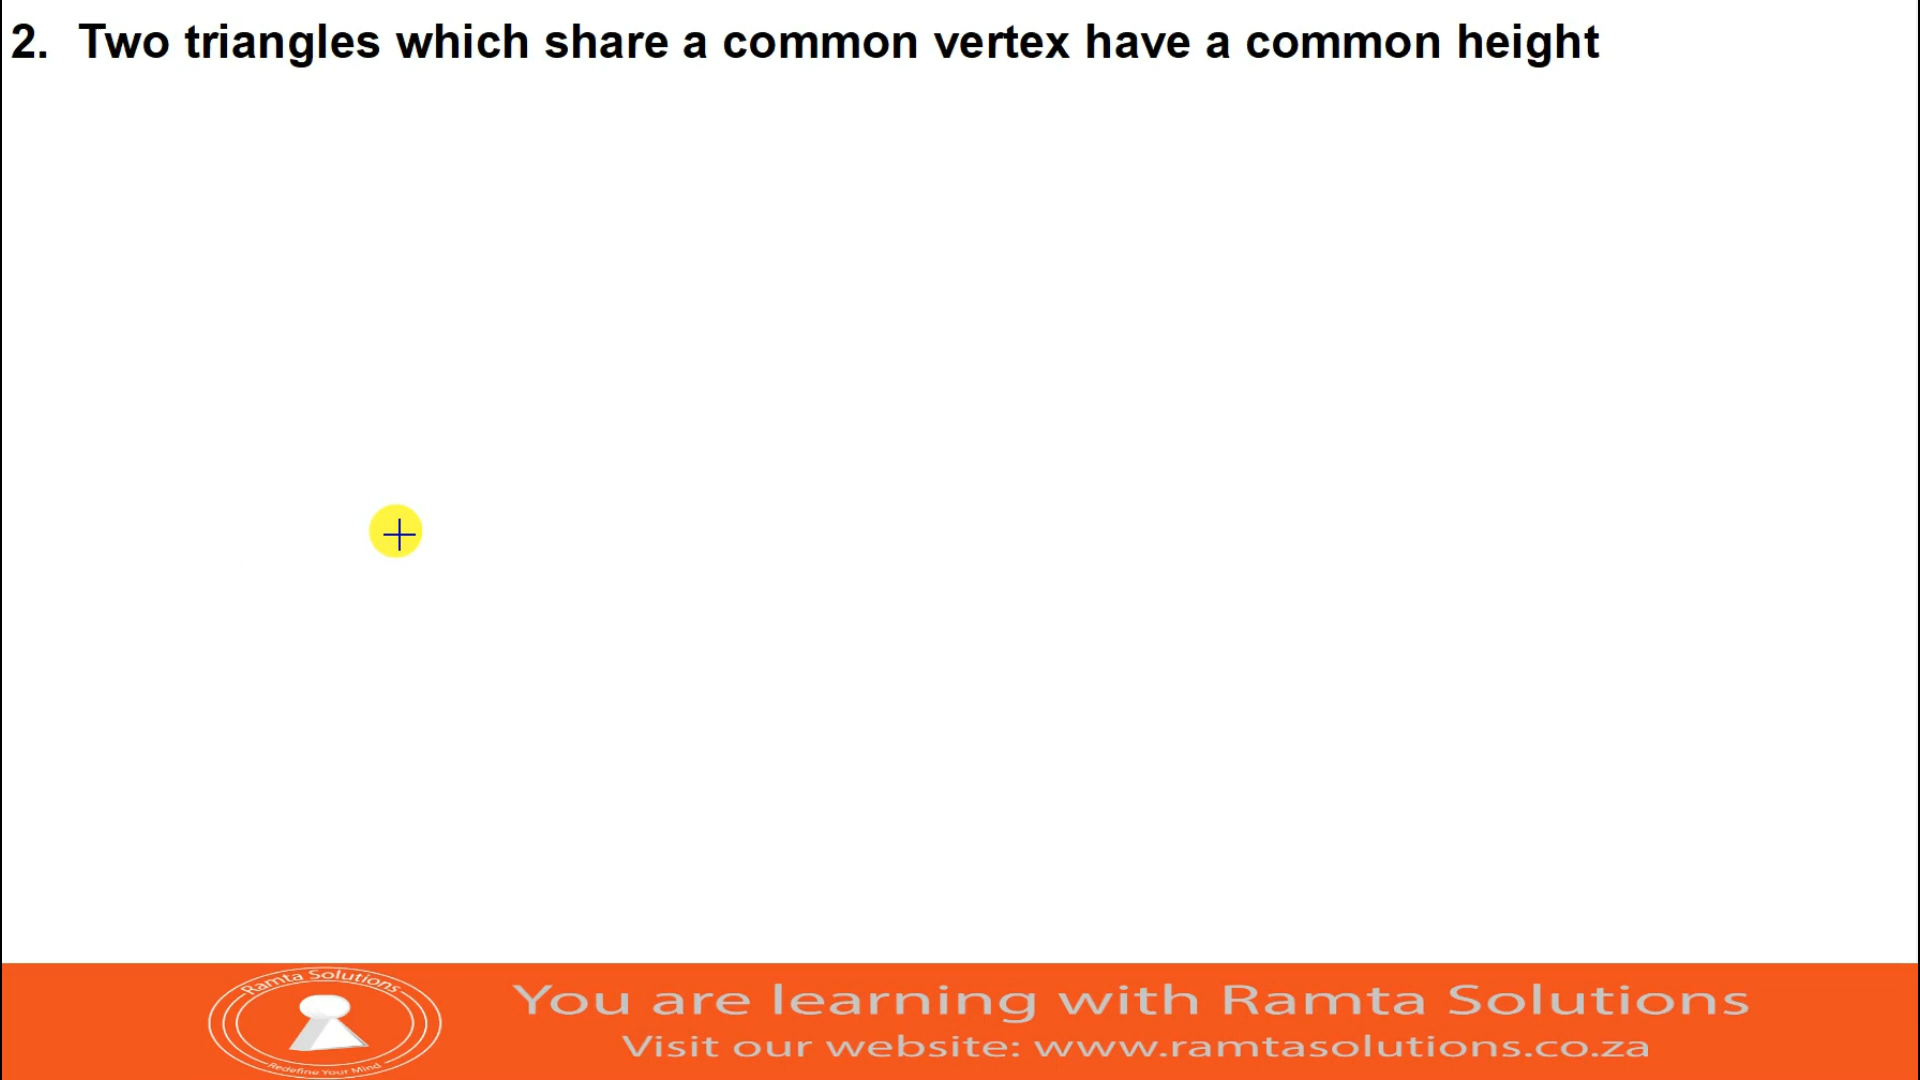 2. Two triangles which share a common vertex have a common height
Ramta Solutions
Redefine Your Mind
You are learning with Ramta Solutions
Visit our website: www.ramtasolutions.co.za